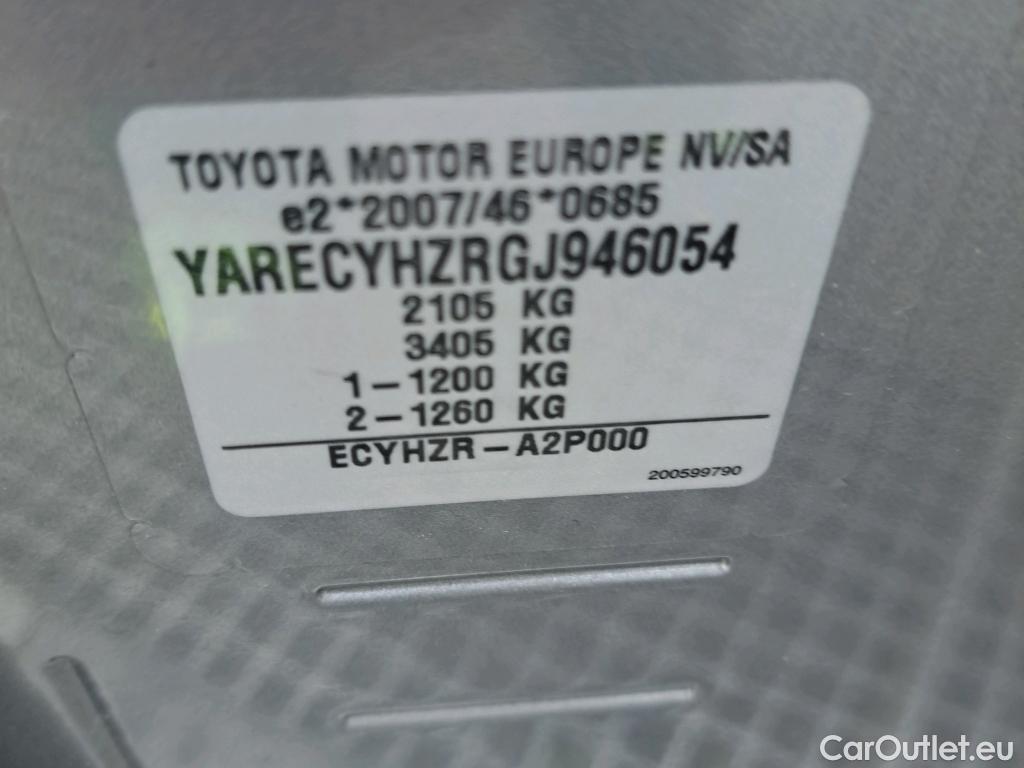 TOYOTA MOTOR EUROPE NV/SA
e2*2007/46*0685
YARECYHZRGJ946054
2105 KG
3405 KG
1-1200 KG
2-1260 KG
ECYHZR-A2P000
200599790
CarOutlet.eu